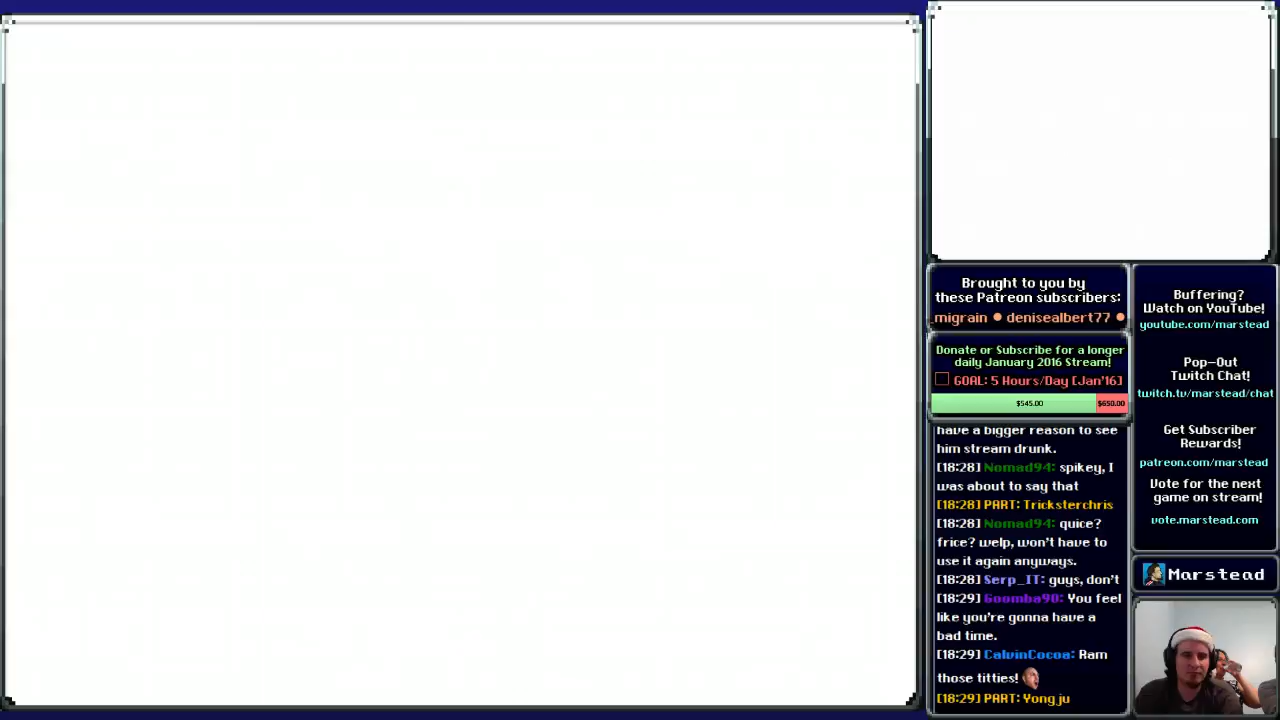 Brought to you by
these Patreon subscribers:
_migrain ● denisealbert77 ●
Donate or Subscribe for a longer
daily January 2016 Stream!
GOAL: 5 Hours/Day [Jan'16]
$545.00 $650.00
have a bigger reason to see
him stream drunk.
[18:28] Nomad94: spikey, I
was about to say that
[18:28] PART: Tricksterchris
[18:28] Nomad94: quice?
frice? welp, won't have to
use it again anyways.
[18:28] Serp_IT: guys, don't
[18:29] Goomba90: You feel
like you're gonna have a
bad time.
[18:29] CalvinCocoa: Ram
those titties!
[18:29] PART: Yongju
Buffering?
Watch on YouTube!
youtube.com/marstead
Pop-Out
Twitch Chat!
twitch.tv/marstead/chat
Get Subscriber
Rewards!
patreon.com/marstead
Vote for the next
game on stream!
vote.marstead.com
Marstead